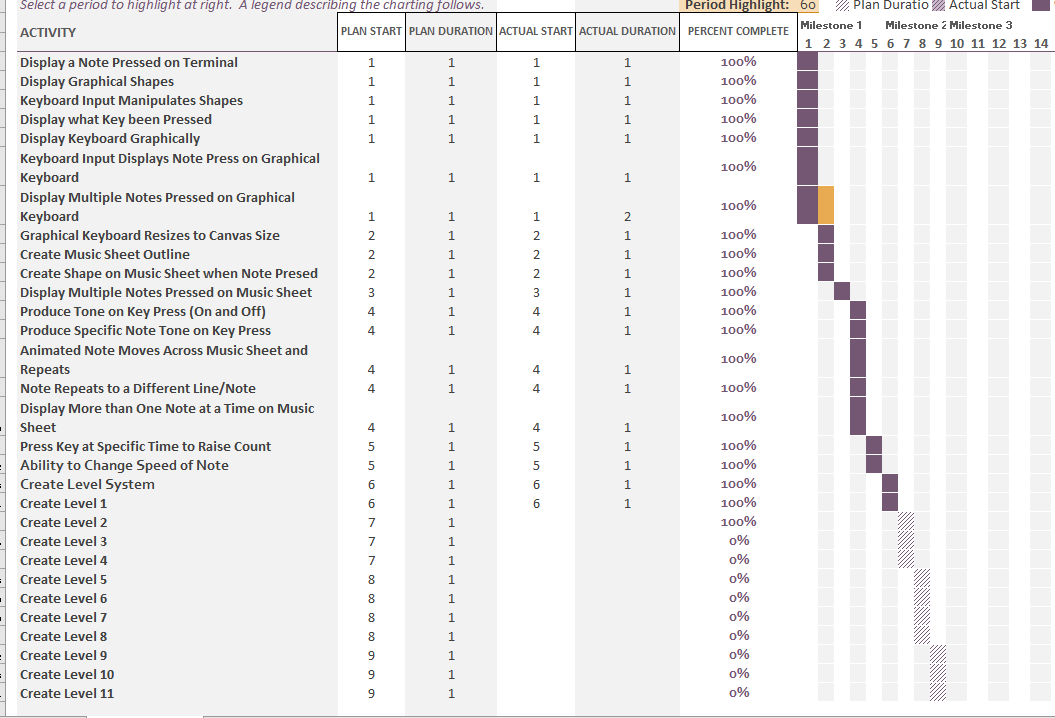 Select a period to highlight at right. A legend describing the charting follows.
Period Highlight: 60 Plan Duratio Actual Start
ACTIVITY PLAN START PLAN DURATION ACTUAL START ACTUAL DURATION PERCENT COMPLETE Milestone 1 Milestone 2 Milestone 3
1 2 3 4 5 6 7 8 9 10 11 12 13 14
Display a Note Pressed on Terminal 1 1 1 1 100%
Display Graphical Shapes 1 1 1 1 100%
Keyboard Input Manipulates Shapes 1 1 1 1 100%
Display what Key been Pressed 1 1 1 1 100%
Display Keyboard Graphically 1 1 1 1 100%
Keyboard Input Displays Note Press on Graphical
Keyboard 1 1 1 1 100%
Display Multiple Notes Pressed on Graphical
Keyboard 1 1 1 2 100%
Graphical Keyboard Resizes to Canvas Size 2 1 2 1 100%
Create Music Sheet Outline 2 1 2 1 100%
Create Shape on Music Sheet when Note Presed 2 1 2 1 100%
Display Multiple Notes Pressed on Music Sheet 3 1 3 1 100%
Produce Tone on Key Press (On and Off) 4 1 4 1 100%
Produce Specific Note Tone on Key Press 4 1 4 1 100%
Animated Note Moves Across Music Sheet and
Repeats 4 1 4 1 100%
Note Repeats to a Different Line/Note 4 1 4 1 100%
Display More than One Note at a Time on Music
Sheet 4 1 4 1 100%
Press Key at Specific Time to Raise Count 5 1 5 1 100%
Ability to Change Speed of Note 5 1 5 1 100%
Create Level System 6 1 6 1 100%
Create Level 1 6 1 6 1 100%
Create Level 2 7 1 100%
Create Level 3 7 1 0%
Create Level 4 7 1 0%
Create Level 5 8 1 0%
Create Level 6 8 1 0%
Create Level 7 8 1 0%
Create Level 8 8 1 0%
Create Level 9 9 1 0%
Create Level 10 9 1 0%
Create Level 11 9 1 0%